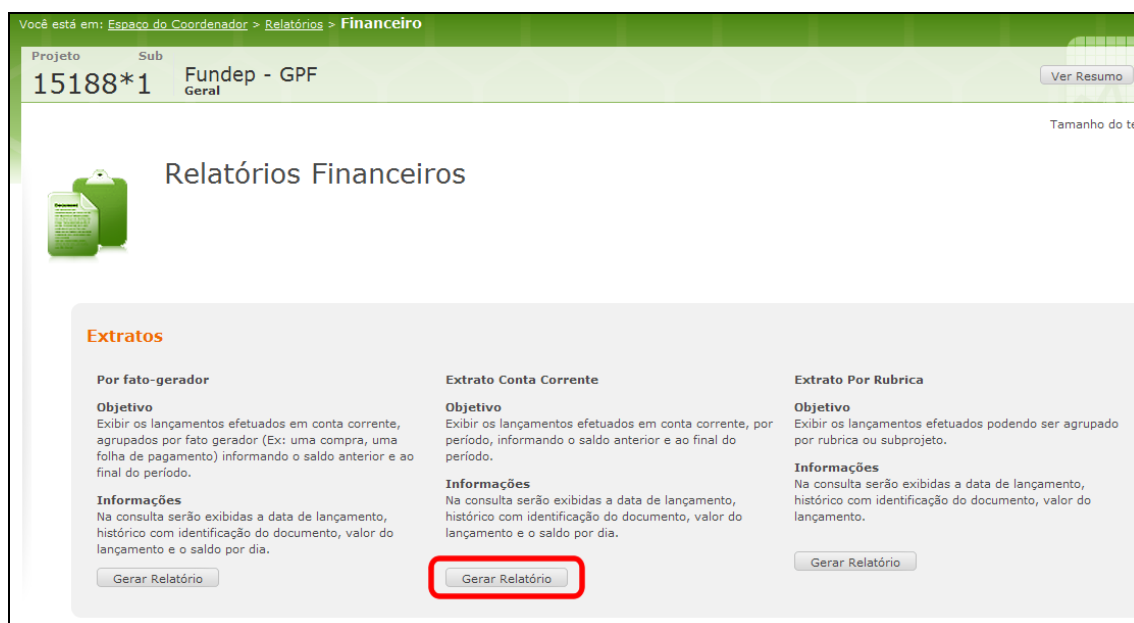 Você está em: Espaço do Coordenador > Relatórios > Financeiro
Projeto Sub
15188*1 Fundep - GPF
Geral
Ver Resumo
Tamanho do te
Relatórios Financeiros
Extratos
Por fato-gerador
Objetivo
Exibir os lançamentos efetuados em conta corrente,
agrupados por fato gerador (Ex: uma compra, uma
folha de pagamento) informando o saldo anterior e ao
final do período.
Informações
Na consulta serão exibidas a data de lançamento,
histórico com identificação do documento, valor do
lançamento e o saldo por dia.
Gerar Relatório
Extrato Conta Corrente
Objetivo
Exibir os lançamentos efetuados em conta corrente, por
período, informando o saldo anterior e ao final do
período.
Informações
Na consulta serão exibidas a data de lançamento,
histórico com identificação do documento, valor do
lançamento e o saldo por dia.
Gerar Relatório
Extrato Por Rubrica
Objetivo
Exibir os lançamentos efetuados podendo ser agrupado
por rubrica ou subprojeto.
Informações
Na consulta serão exibidas a data de lançamento,
histórico com identificação do documento, valor do
lançamento.
Gerar Relatório